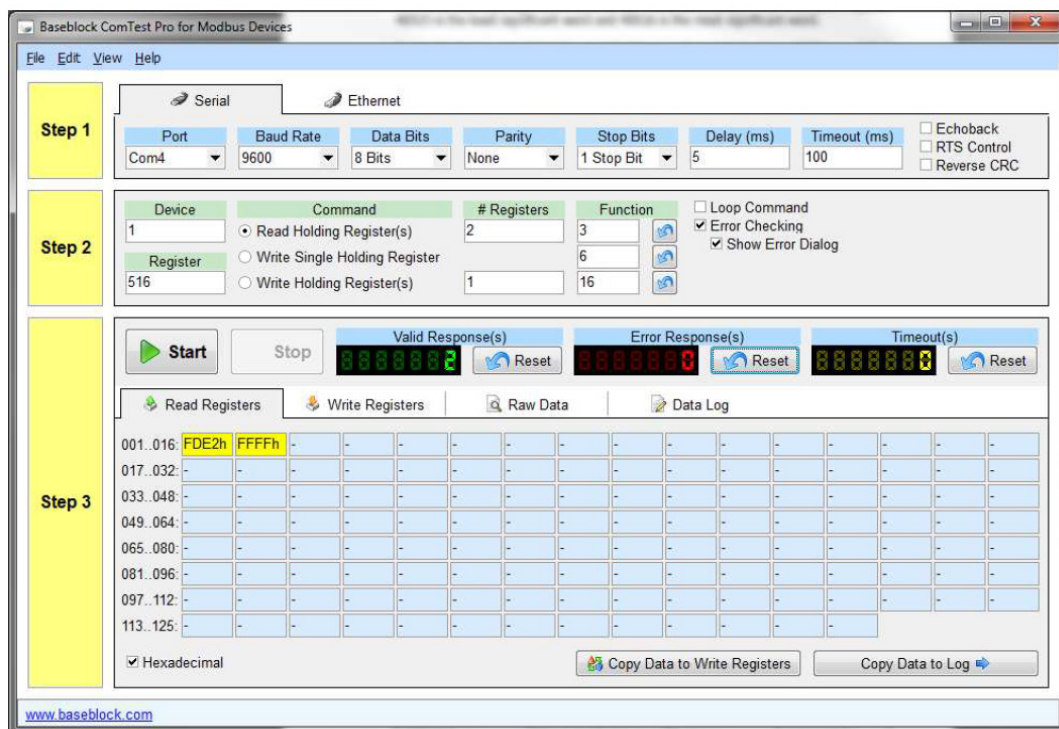 Baseblock ComTest Pro for Modbus Devices
File Edit View Help
Step 1
Serial Ethernet
Port Baud Rate Data Bits Parity Stop Bits Delay (ms) Timeout (ms)
Com4 9600 8 Bits None 1 Stop Bit 5 100
Echoback
RTS Control
Reverse CRC
Step 2
Device Command # Registers Function
1 Read Holding Register(s) 2 3
Register Write Single Holding Register 6
516 Write Holding Register(s) 1 16
Loop Command
Error Checking
Show Error Dialog
Step 3
Start Stop
Valid Response(s) Error Response(s) Timeout(s)
2 Reset 0 Reset Reset
Read Registers Write Registers Raw Data Data Log
001..016: FDE2h FFFFh - - - - - - - - - - - - - -
017..032: - - - - - - - - - - - - - - - -
033..048: - - - - - - - - - - - - - - - -
049..064: - - - - - - - - - - - - - - - -
065..080: - - - - - - - - - - - - - - - -
081..096: - - - - - - - - - - - - - - - -
097..112: - - - - - - - - - - - - - - - -
113..125: - - - - - - - - - - - - -
Hexadecimal
Copy Data to Write Registers Copy Data to Log
www.baseblock.com